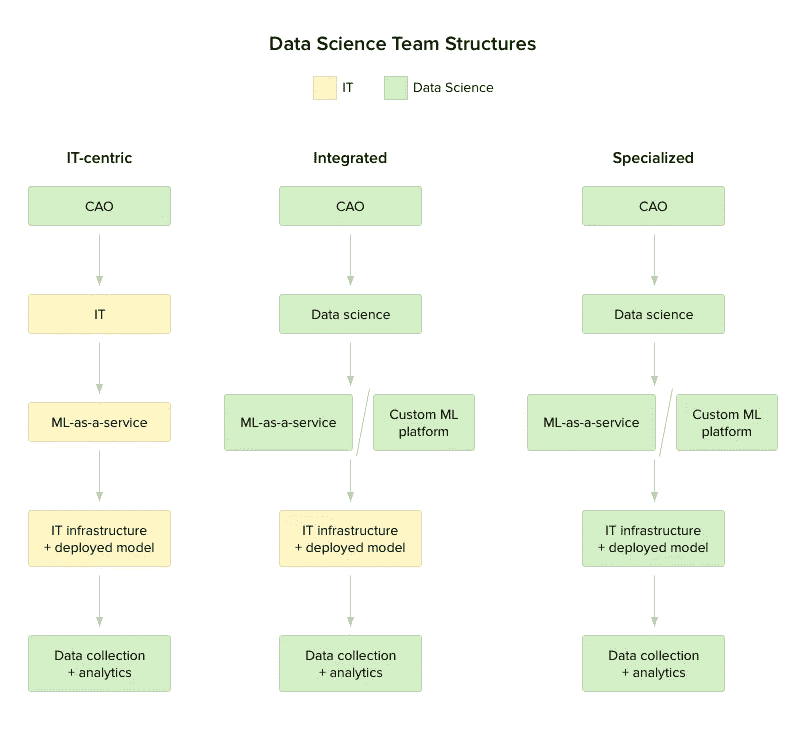 Data Science Team Structures
IT
Data Science
IT-centric
CAO
IT
ML-as-a-service
IT infrastructure
+ deployed model
Data collection
+ analytics
Integrated
CAO
Data science
ML-as-a-service
Custom ML
platform
IT infrastructure
+ deployed model
Data collection
+ analytics
Specialized
CAO
Data science
ML-as-a-service
Custom ML
platform
IT infrastructure
+ deployed model
Data collection
+ analytics